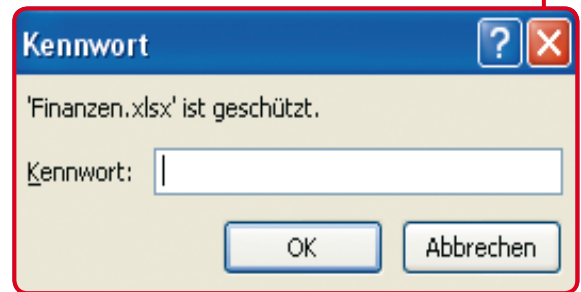 Kennwort ?
'Finanzen.xlsx' ist geschützt.
Kennwort:
OK Abbrechen